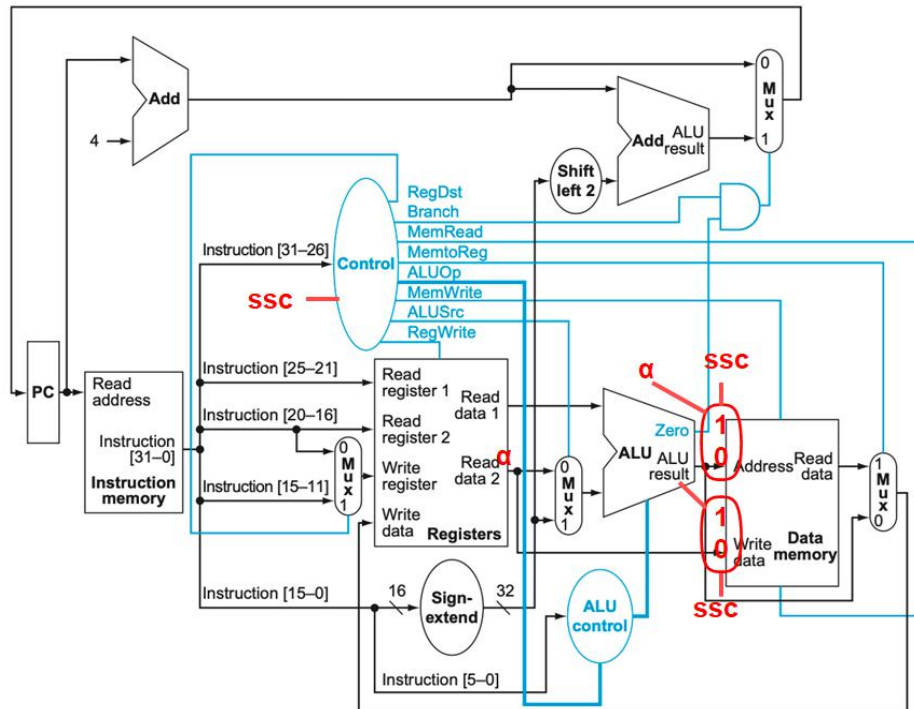 0
M
u
x
1
Add
4
Add
ALU
result
Shift
left 2
RegDst
Branch
MemRead
MemtoReg
ALUOp
MemWrite
ALUSrc
RegWrite
Instruction [31–26]
Control
ssc
PC
Read
address
Instruction
[31–0]
Instruction
memory
Instruction [25–21]
Instruction [20–16]
Instruction [15–11]
0
M
u
x
1
Read
register 1
Read
register 2
Write
register
Write
data
Read
data 1
Read
data 2
Registers
α
0
M
u
x
1
Zero
ALU
ALU
result
α
ssc
1
0
1
0
ssc
Address
Write
data
Read
data
Data
memory
1
M
u
x
0
Instruction [15–0]
16
Sign-
extend
32
ALU
control
Instruction [5–0]